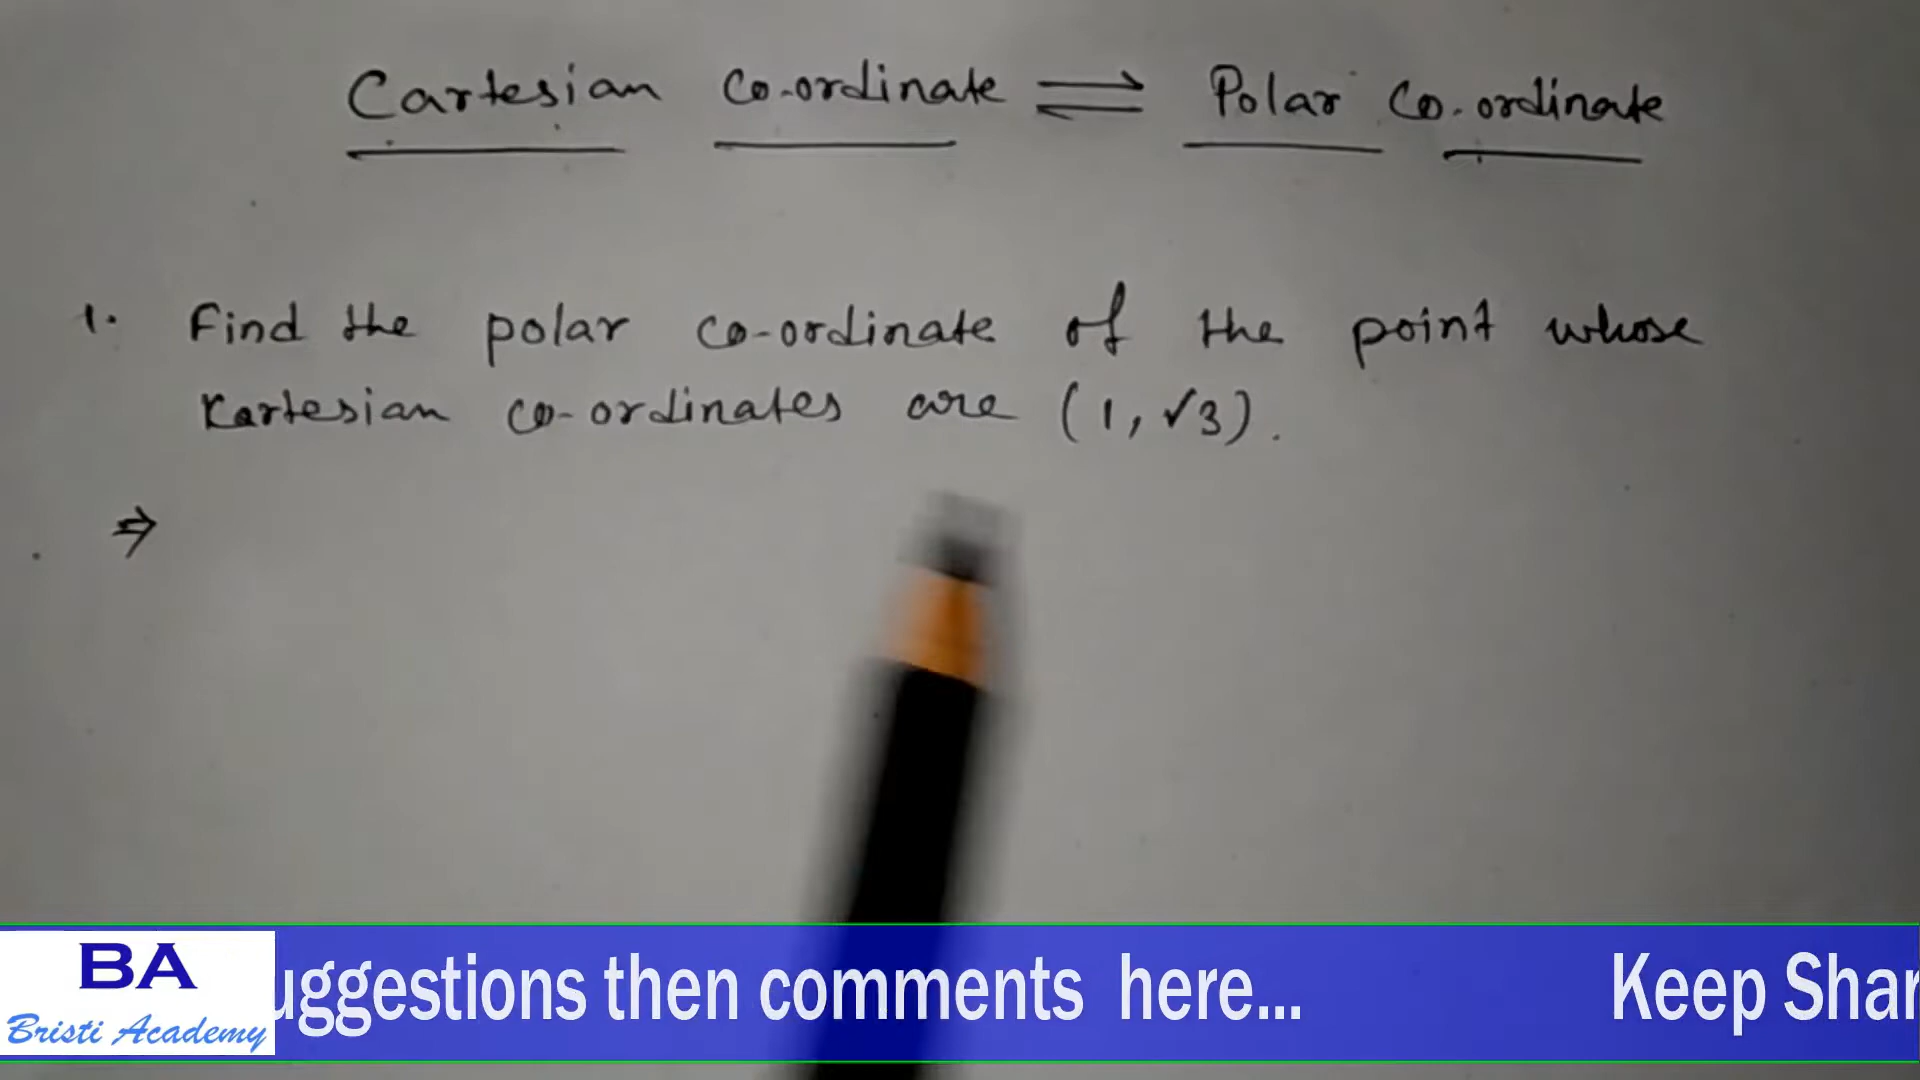 Cartesian Co-ordinate ⇌ Polar Co-ordinate
1. Find the polar co-ordinate of the point whose
Kartesian co-ordinates are (1, √3).
⇒
BA
Bristi Academy
uggestions then comments here...
Keep Shar